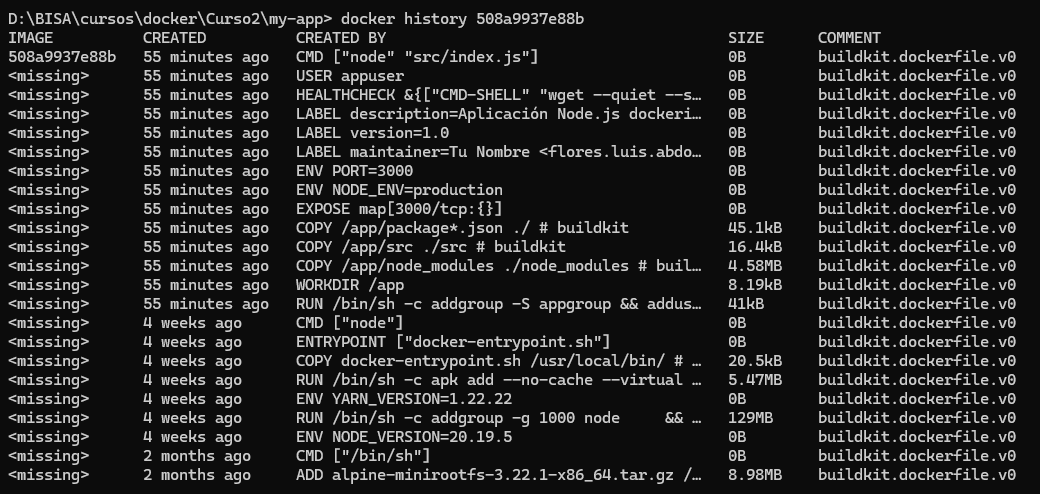 D:\BISA\cursos\docker\Curso2\my-app> docker history 508a9937e88b
IMAGE CREATED CREATED BY SIZE COMMENT
508a9937e88b 55 minutes ago CMD ["node" "src/index.js"] 0B buildkit.dockerfile.v0
<missing> 55 minutes ago USER appuser 0B buildkit.dockerfile.v0
<missing> 55 minutes ago HEALTHCHECK &{["CMD-SHELL" "wget --quiet --s… 0B buildkit.dockerfile.v0
<missing> 55 minutes ago LABEL description=Aplicación Node.js dockeri… 0B buildkit.dockerfile.v0
<missing> 55 minutes ago LABEL version=1.0 0B buildkit.dockerfile.v0
<missing> 55 minutes ago LABEL maintainer=Tu Nombre <flores.luis.abdo… 0B buildkit.dockerfile.v0
<missing> 55 minutes ago ENV PORT=3000 0B buildkit.dockerfile.v0
<missing> 55 minutes ago ENV NODE_ENV=production 0B buildkit.dockerfile.v0
<missing> 55 minutes ago EXPOSE map[3000/tcp:{}] 0B buildkit.dockerfile.v0
<missing> 55 minutes ago COPY /app/package*.json ./ # buildkit 45.1kB buildkit.dockerfile.v0
<missing> 55 minutes ago COPY /app/src ./src # buildkit 16.4kB buildkit.dockerfile.v0
<missing> 55 minutes ago COPY /app/node_modules ./node_modules # buil… 4.58MB buildkit.dockerfile.v0
<missing> 55 minutes ago WORKDIR /app 8.19kB buildkit.dockerfile.v0
<missing> 55 minutes ago RUN /bin/sh -c addgroup -S appgroup && addus… 41kB buildkit.dockerfile.v0
<missing> 4 weeks ago CMD ["node"] 0B buildkit.dockerfile.v0
<missing> 4 weeks ago ENTRYPOINT ["docker-entrypoint.sh"] 0B buildkit.dockerfile.v0
<missing> 4 weeks ago COPY docker-entrypoint.sh /usr/local/bin/ # … 20.5kB buildkit.dockerfile.v0
<missing> 4 weeks ago RUN /bin/sh -c apk add --no-cache --virtual … 5.47MB buildkit.dockerfile.v0
<missing> 4 weeks ago ENV YARN_VERSION=1.22.22 0B buildkit.dockerfile.v0
<missing> 4 weeks ago RUN /bin/sh -c addgroup -g 1000 node && … 129MB buildkit.dockerfile.v0
<missing> 4 weeks ago ENV NODE_VERSION=20.19.5 0B buildkit.dockerfile.v0
<missing> 2 months ago CMD ["/bin/sh"] 0B buildkit.dockerfile.v0
<missing> 2 months ago ADD alpine-minirootfs-3.22.1-x86_64.tar.gz /… 8.98MB buildkit.dockerfile.v0